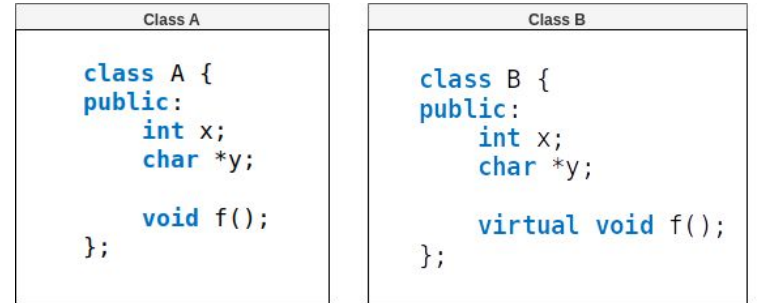 Class A
class A {
public:
    int x;
    char *y;
    void f();
};
Class B
class B {
public:
    int x;
    char *y;
    virtual void f();
};